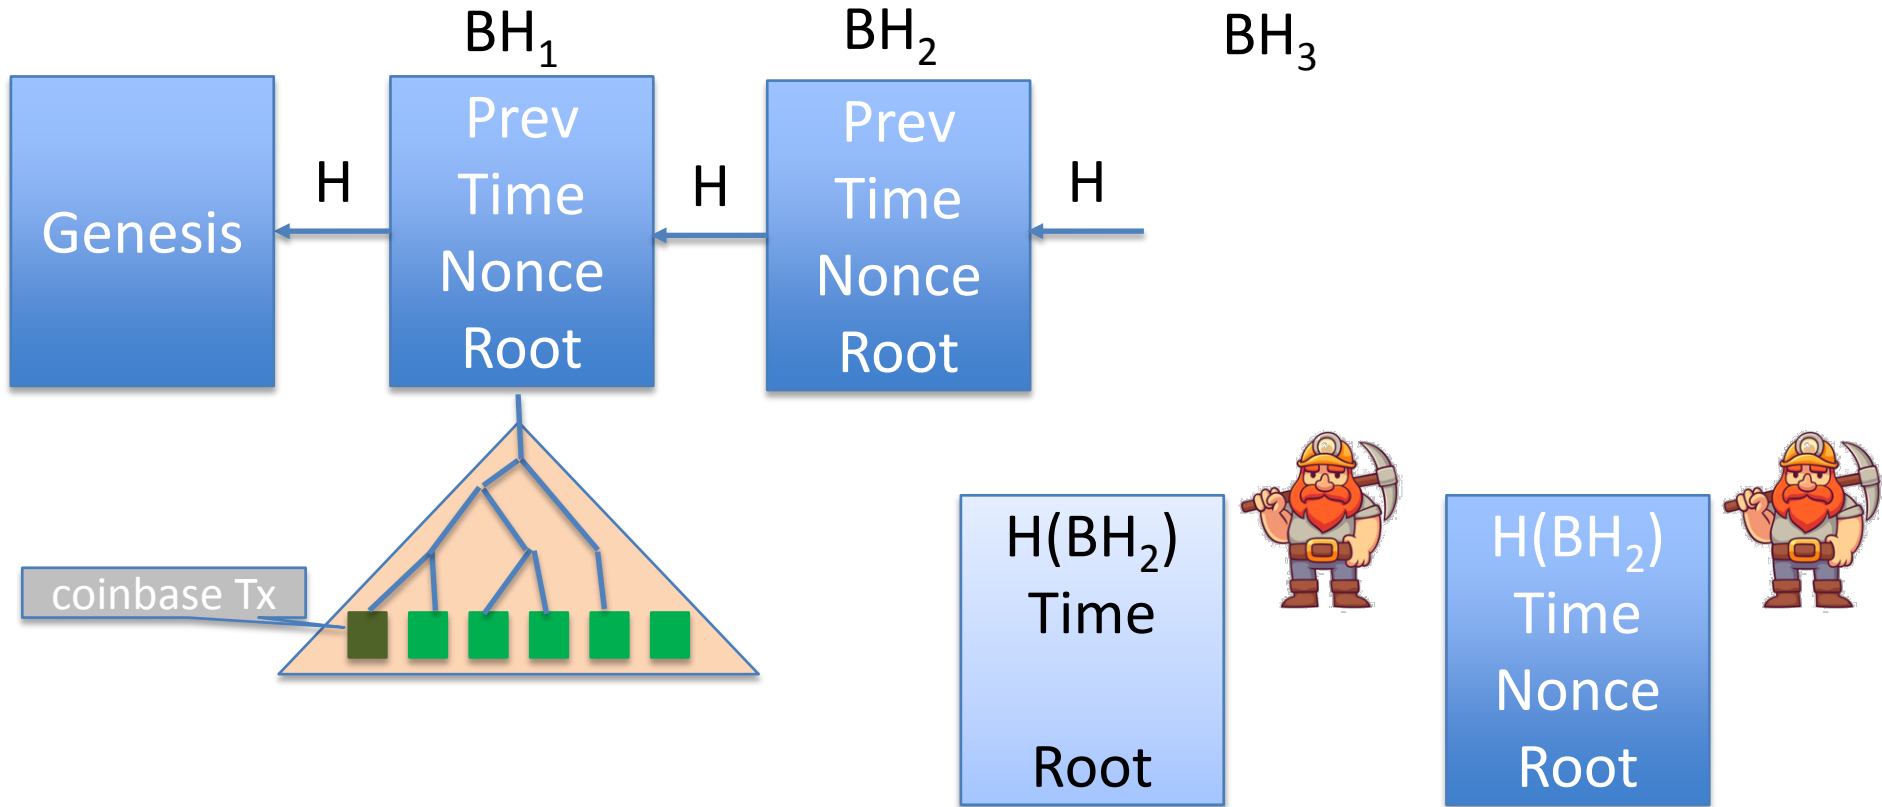 BH₁
BH₂
BH₃
Genesis
H
Prev
Time
Nonce
Root
H
Prev
Time
Nonce
Root
H
coinbase Tx
H(BH₂)
Time
Root
H(BH₂)
Time
Nonce
Root